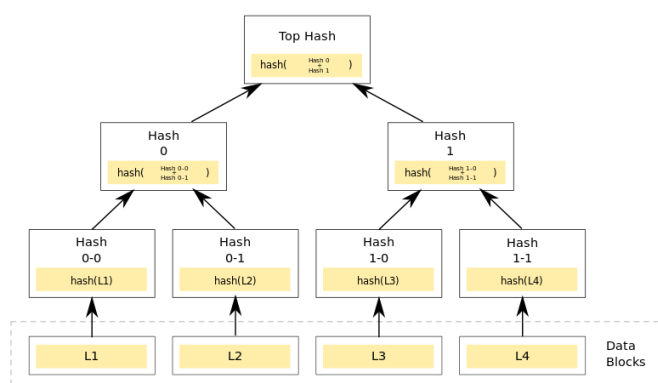 Top Hash
hash( Hash 0 + Hash 1 )
Hash
0
hash( Hash 0-0 + Hash 0-1 )
Hash
1
hash( Hash 1-0 + Hash 1-1 )
Hash
0-0
hash(L1)
Hash
0-1
hash(L2)
Hash
1-0
hash(L3)
Hash
1-1
hash(L4)
L1
L2
L3
L4
Data
Blocks